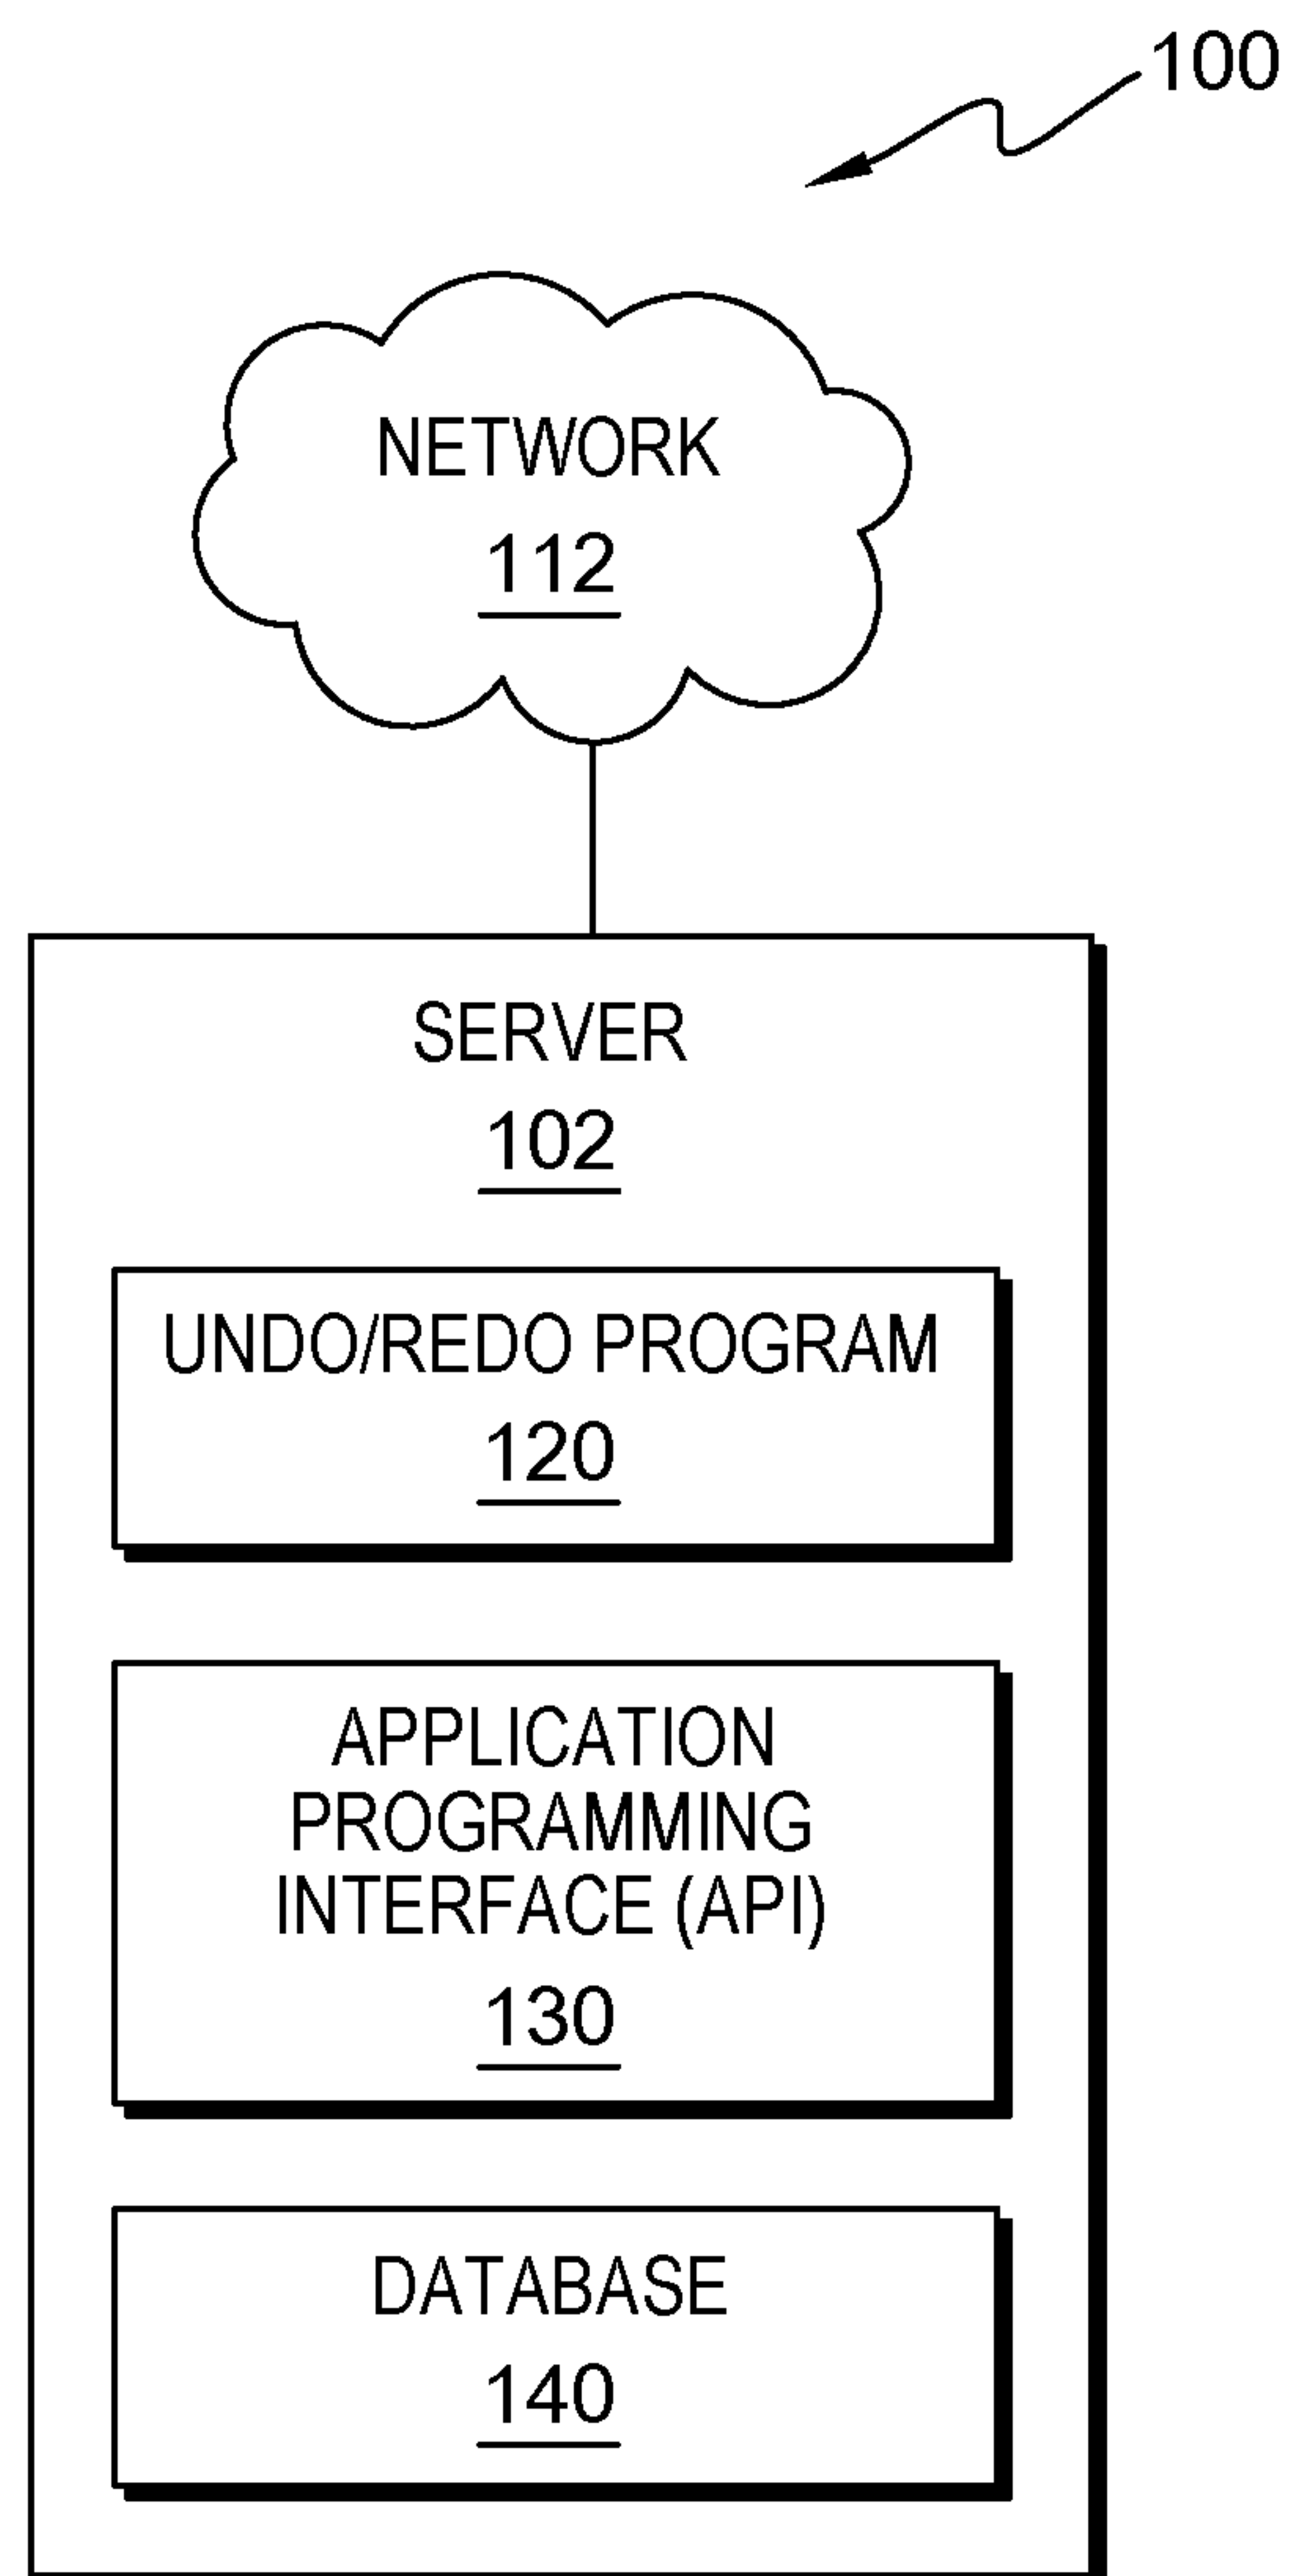 100
NETWORK
112
SERVER
102
UNDO/REDO PROGRAM
120
APPLICATION
PROGRAMMING
INTERFACE (API)
130
DATABASE
140